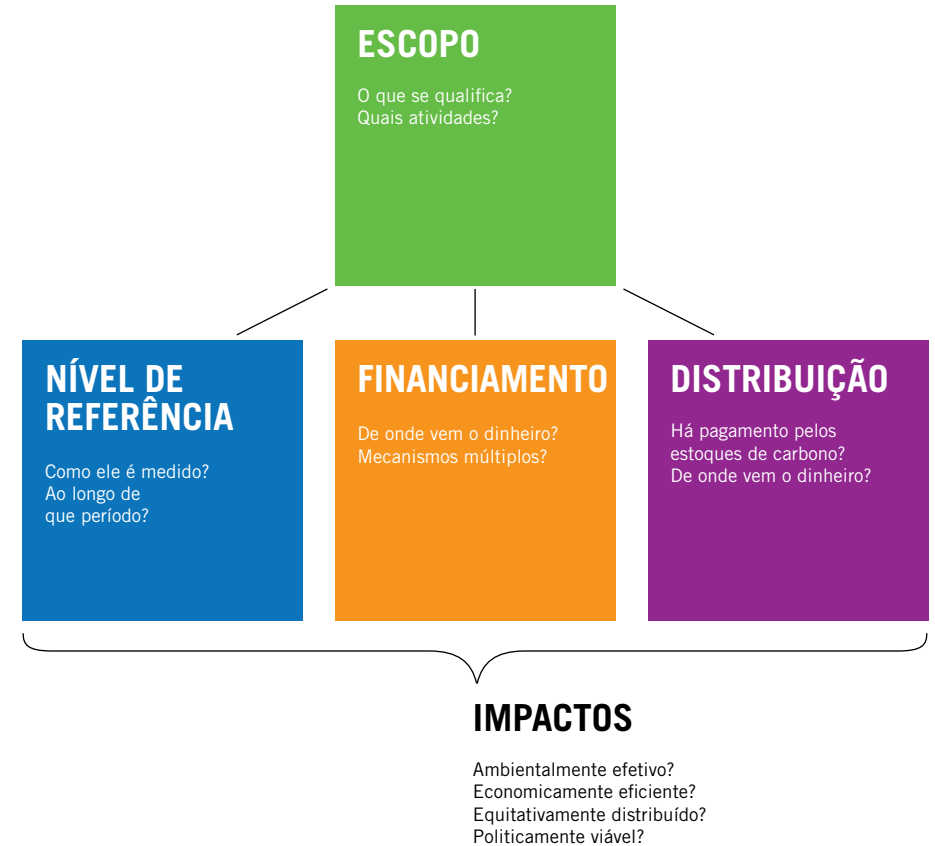 ESCOPO
O que se qualifica?
Quais atividades?
NÍVEL DE
REFERÊNCIA
Como ele é medido?
Ao longo de
que período?
FINANCIAMENTO
De onde vem o dinheiro?
Mecanismos múltiplos?
DISTRIBUIÇÃO
Há pagamento pelos
estoques de carbono?
De onde vem o dinheiro?
IMPACTOS
Ambientalmente efetivo?
Economicamente eficiente?
Equitativamente distribuído?
Politicamente viável?